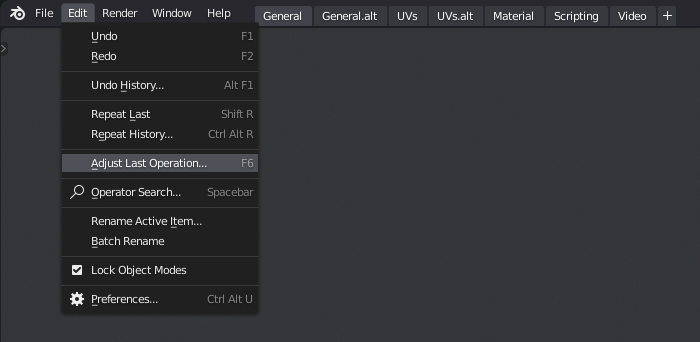 File Edit Render Window Help General General.alt UVs UVs.alt Material Scripting Video +
Undo F1
Redo F2
Undo History... Alt F1
Repeat Last Shift R
Repeat History... Ctrl Alt R
Adjust Last Operation... F6
Operator Search... Spacebar
Rename Active Item...
Batch Rename
Lock Object Modes
Preferences... Ctrl Alt U